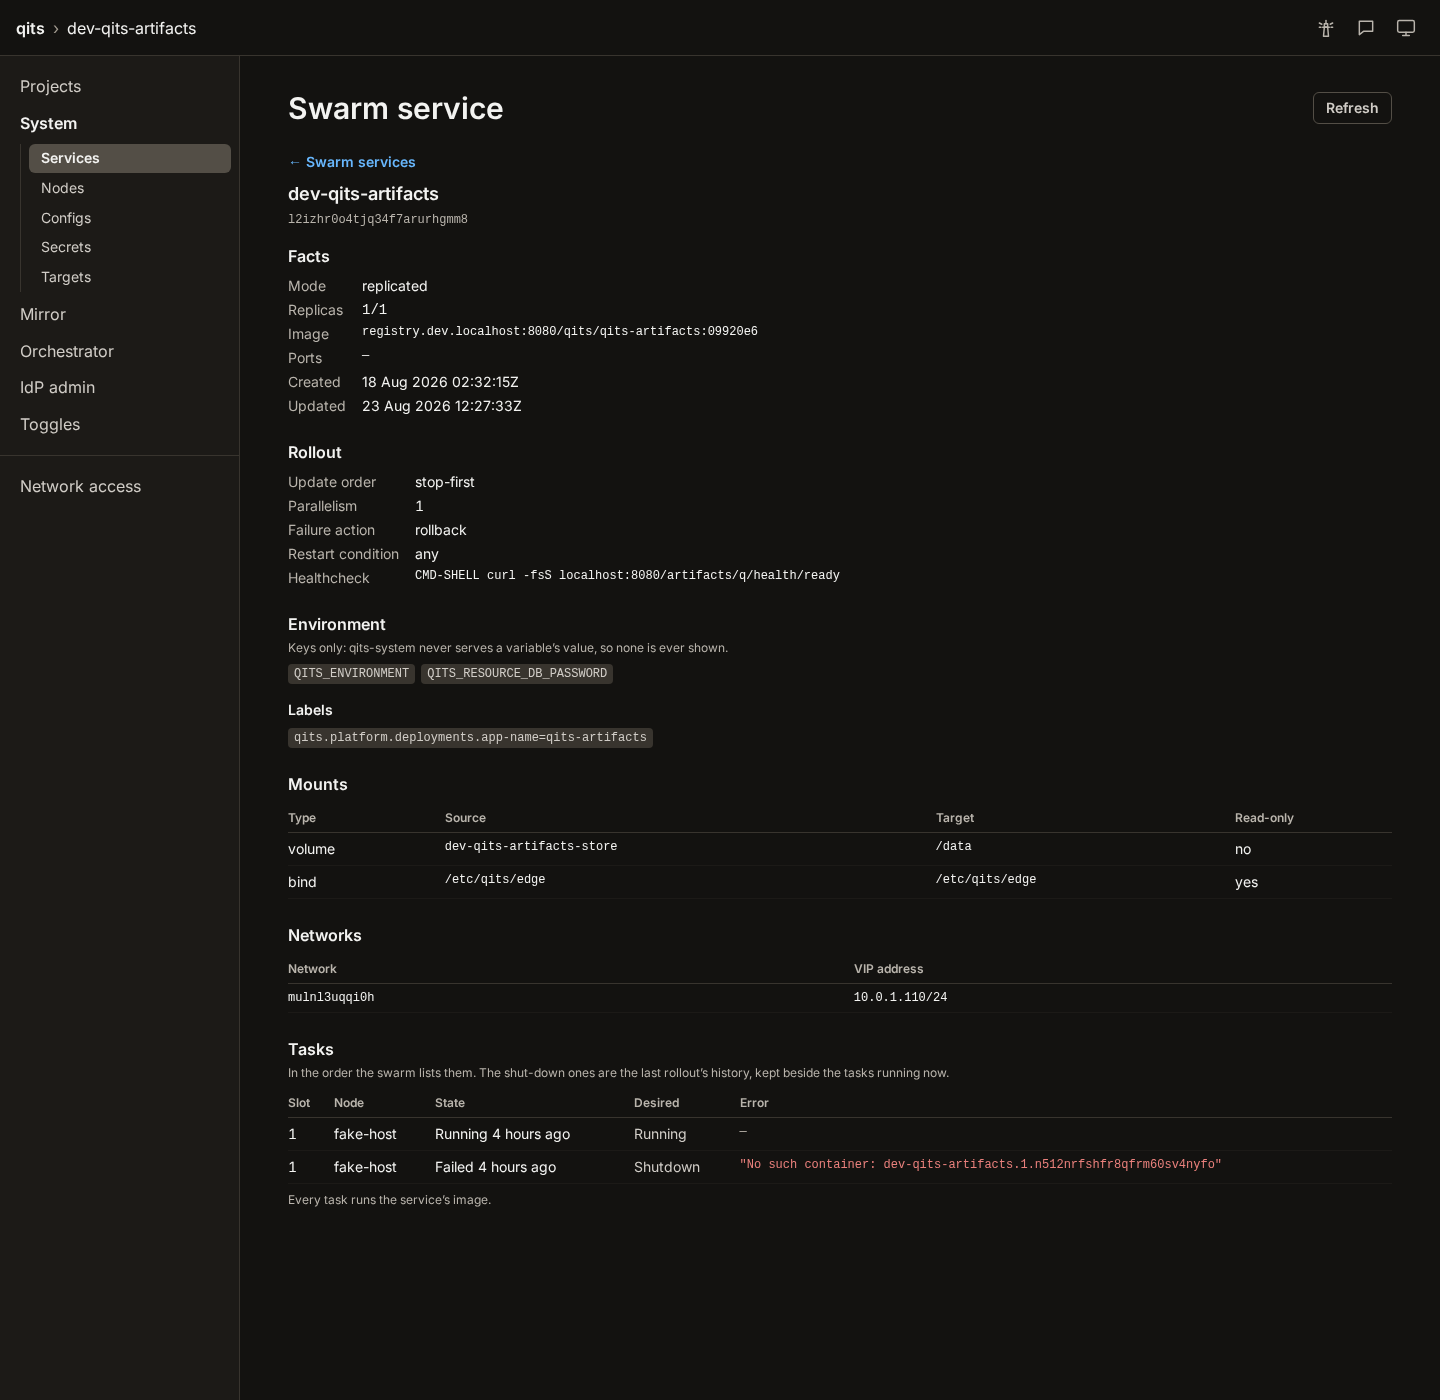 qits › dev-qits-artifacts
Projects
System
Services
Nodes
Configs
Secrets
Targets
Mirror
Orchestrator
IdP admin
Toggles
Network access
Swarm service
Refresh
← Swarm services
dev-qits-artifacts
l2izhr0o4tjq34f7arurhgmm8
Facts
Mode replicated
Replicas 1/1
Image registry.dev.localhost:8080/qits/qits-artifacts:09920e6
Ports –
Created 18 Aug 2026 02:32:15Z
Updated 23 Aug 2026 12:27:33Z
Rollout
Update order stop-first
Parallelism 1
Failure action rollback
Restart condition any
Healthcheck CMD-SHELL curl -fsS localhost:8080/artifacts/q/health/ready
Environment
Keys only: qits-system never serves a variable’s value, so none is ever shown.
QITS_ENVIRONMENT QITS_RESOURCE_DB_PASSWORD
Labels
qits.platform.deployments.app-name=qits-artifacts
Mounts
Type Source Target Read-only
volume dev-qits-artifacts-store /data no
bind /etc/qits/edge /etc/qits/edge yes
Networks
Network VIP address
mulnl3uqqi0h 10.0.1.110/24
Tasks
In the order the swarm lists them. The shut-down ones are the last rollout’s history, kept beside the tasks running now.
Slot Node State Desired Error
1 fake-host Running 4 hours ago Running –
1 fake-host Failed 4 hours ago Shutdown "No such container: dev-qits-artifacts.1.n512nrfshfr8qfrm60sv4nyfo"
Every task runs the service’s image.